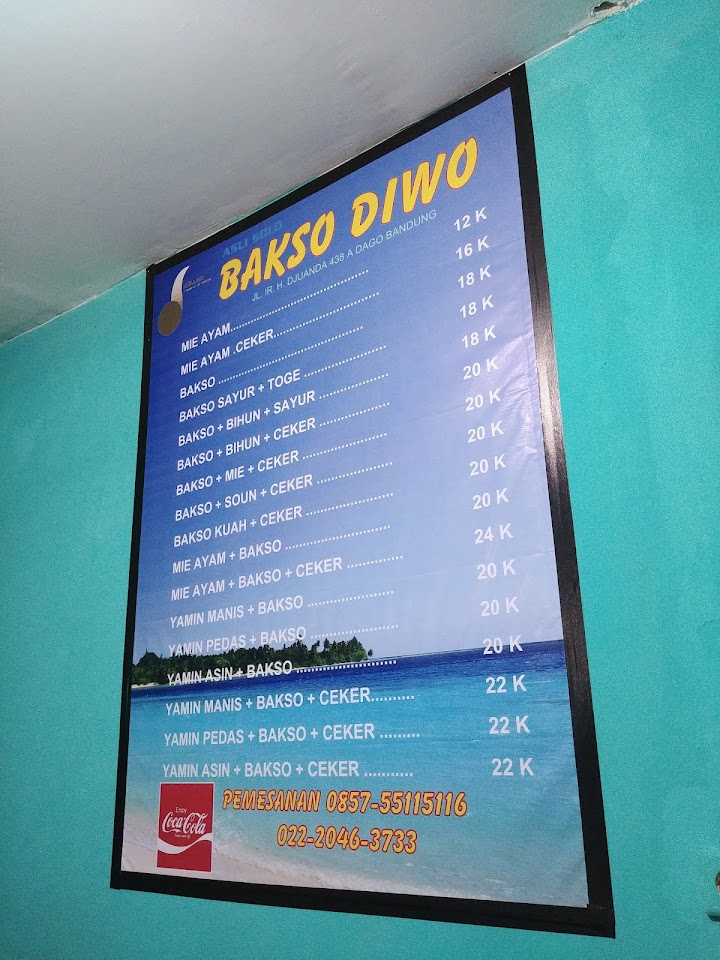 ASLI SOLO
BAKSO DIWO
JL. IR. H. DJUANDA 438 A DAGO BANDUNG
MIE AYAM.................................... 12 K
MIE AYAM .CEKER........................... 16 K
BAKSO ..................................... 18 K
BAKSO SAYUR + TOGE ..................... 18 K
BAKSO + BIHUN + SAYUR .................. 18 K
BAKSO + BIHUN + CEKER .................. 20 K
BAKSO + MIE + CEKER ..................... 20 K
BAKSO + SOUN + CEKER ................... 20 K
BAKSO KUAH + CEKER ..................... 20 K
MIE AYAM + BAKSO .......................... 20 K
MIE AYAM + BAKSO + CEKER .............. 24 K
YAMIN MANIS + BAKSO ..................... 20 K
YAMIN PEDAS + BAKSO ..................... 20 K
YAMIN ASIN + BAKSO ........................ 20 K
YAMIN MANIS + BAKSO + CEKER.......... 22 K
YAMIN PEDAS + BAKSO + CEKER ......... 22 K
YAMIN ASIN + BAKSO + CEKER ........... 22 K
PEMESANAN 0857-55115116
022-2046-3733
Enjoy
Coca-Cola